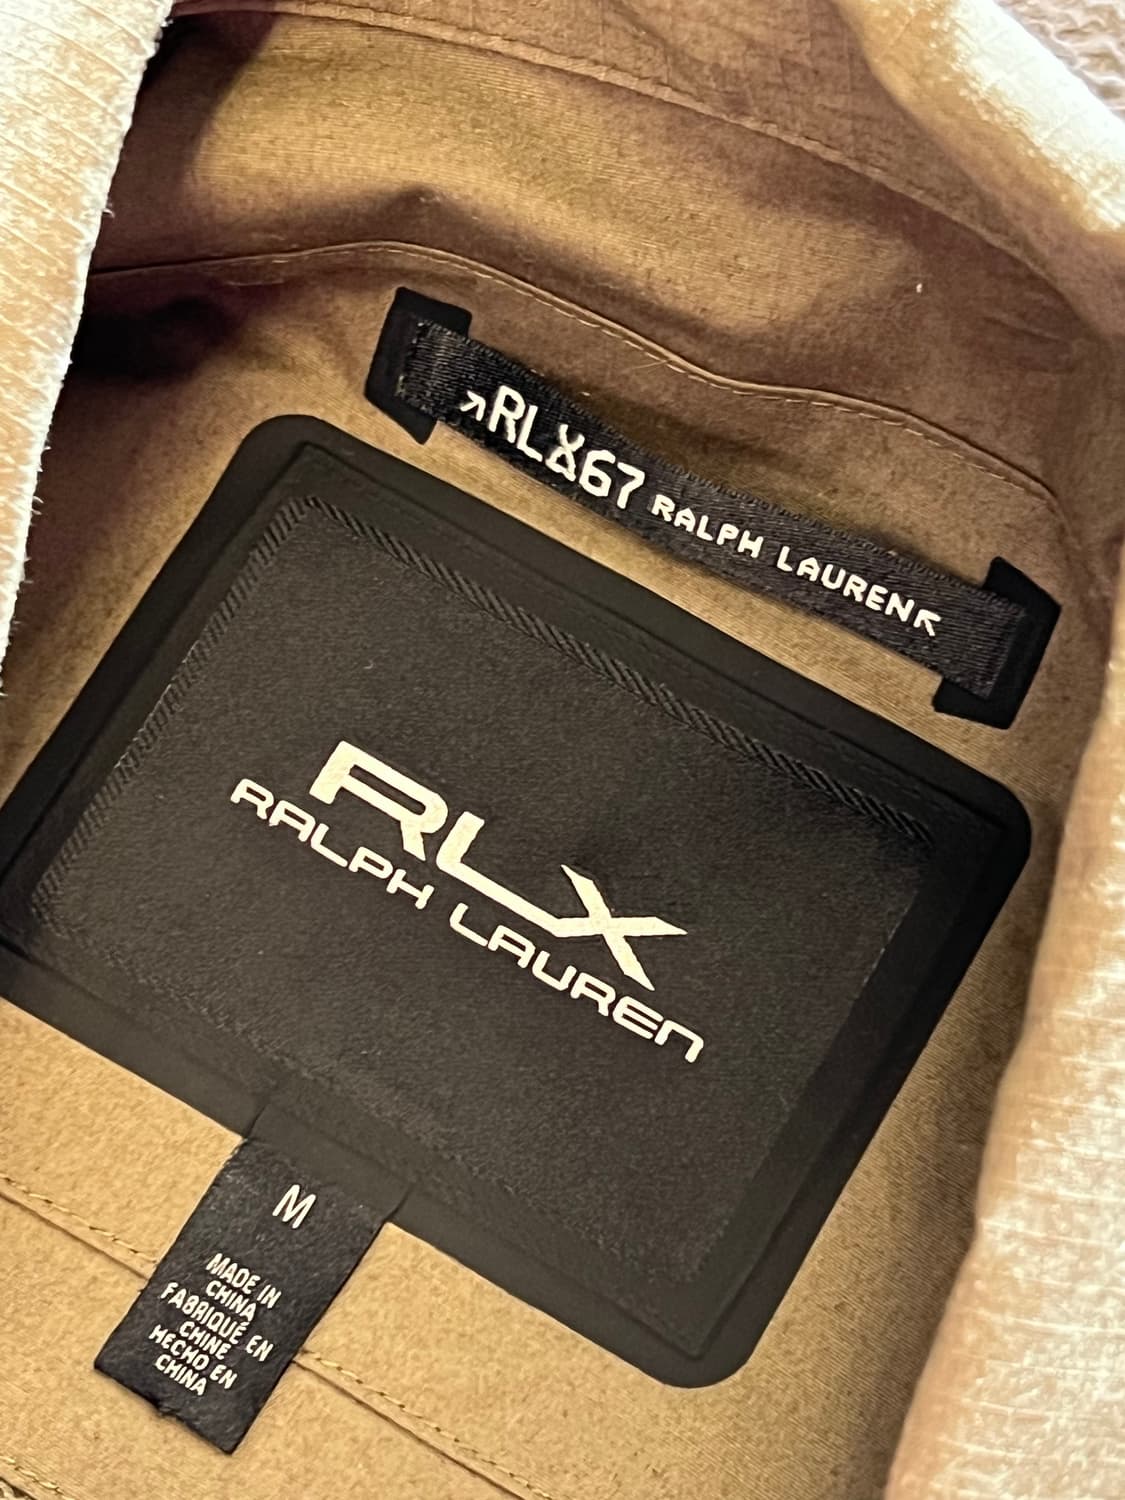 RLX67 RALPH LAUREN
RLX
RALPH LAUREN
M
MADE IN
CHINA
FABRIQUÉ EN
CHINE
HECHO EN
CHINA